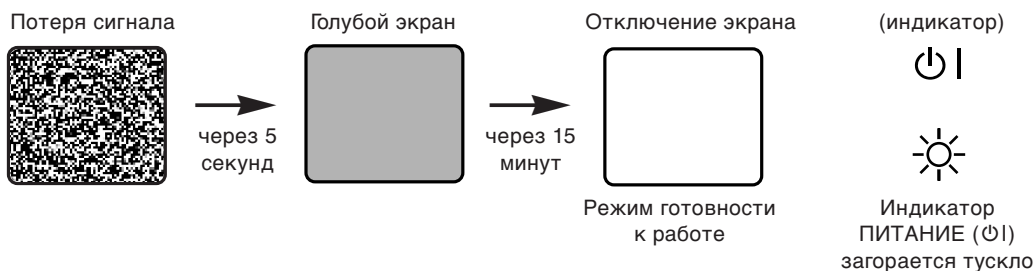 Потеря сигнала
Голубой экран
Отключение экрана
(индикатор)
через 5
секунд
через 15
минут
Режим готовности
к работе
Индикатор
ПИТАНИЕ (⏻|)
загорается тускло